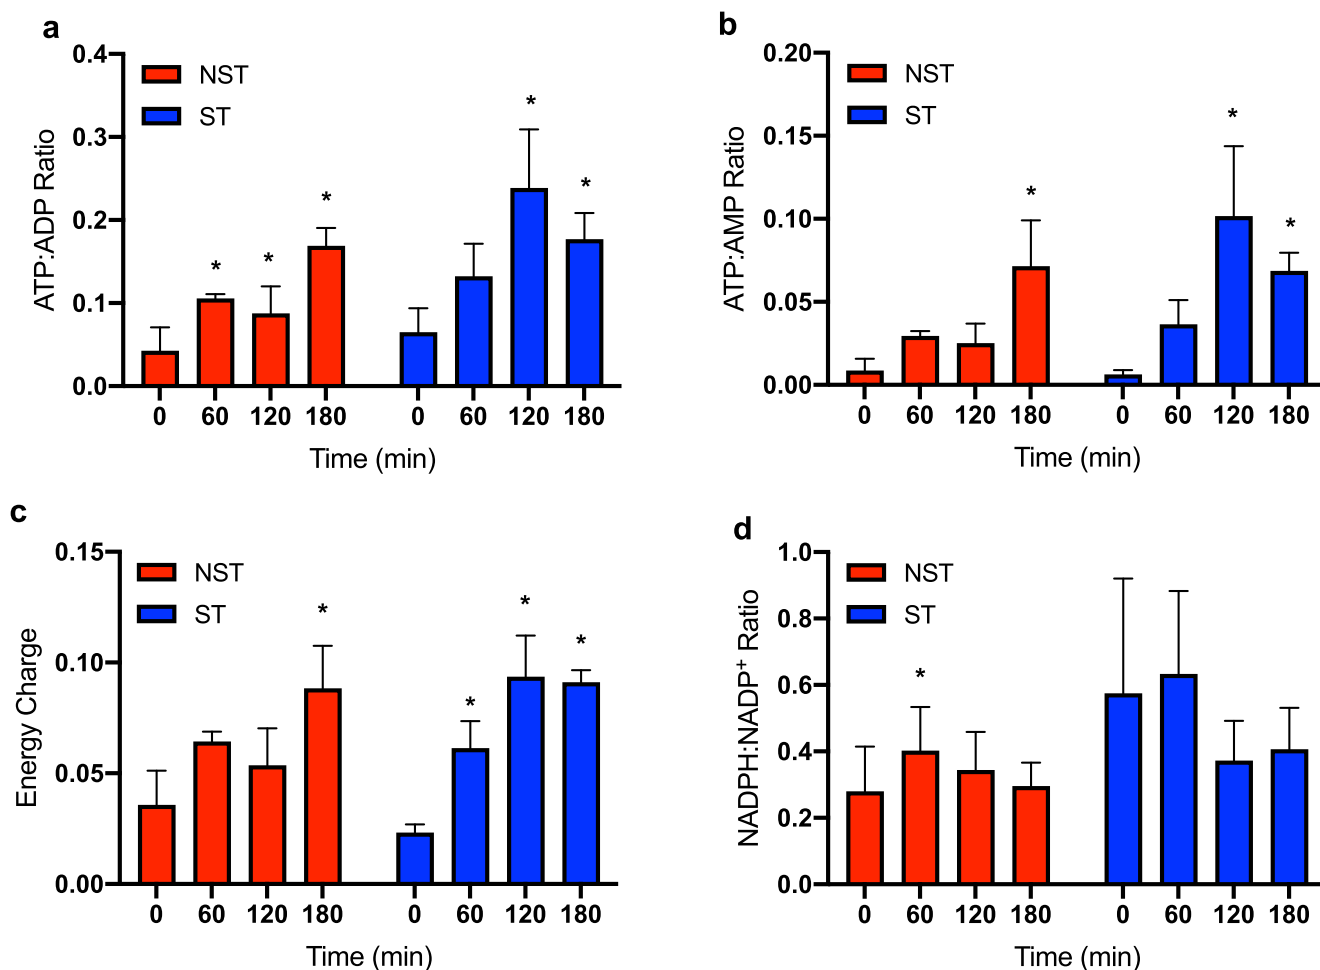 a
0.4
0.3
0.2
0.1
0.0
ATP:ADP Ratio
NST
ST
* * * * *
*
0 60 120 180 0 60 120 180
Time (min)
b
0.20
0.15
0.10
0.05
0.00
ATP:AMP Ratio
NST
ST
* * *
0 60 120 180 0 60 120 180
Time (min)
c
0.15
0.10
0.05
0.00
Energy Charge
NST
ST
* * * *
0 60 120 180 0 60 120 180
Time (min)
d
1.0
0.8
0.6
0.4
0.2
0.0
NADPH:NADP⁺ Ratio
NST
ST
*
0 60 120 180 0 60 120 180
Time (min)